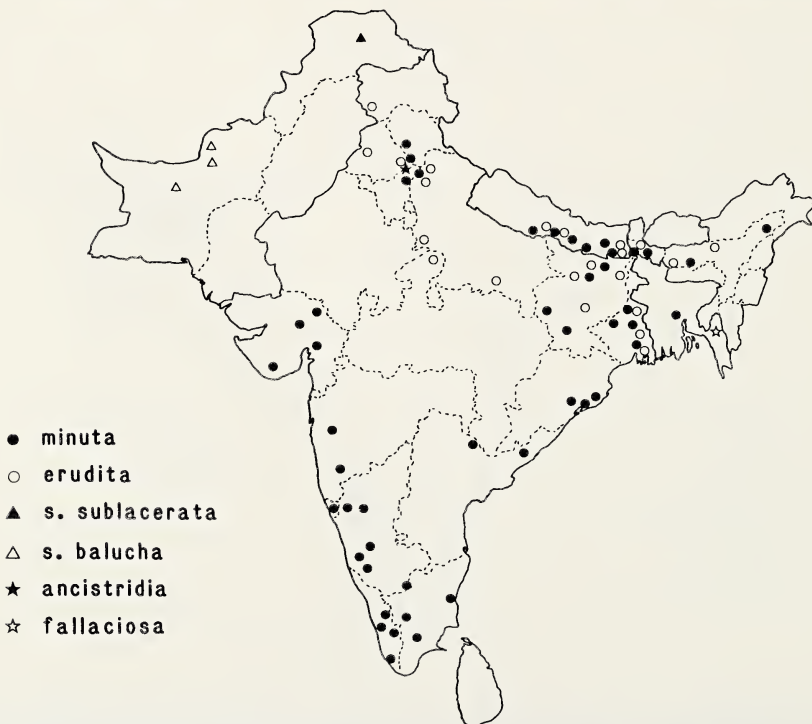 minuta
erudita
s. sublacerata
s. balucha
ancistridia
fallaciosa